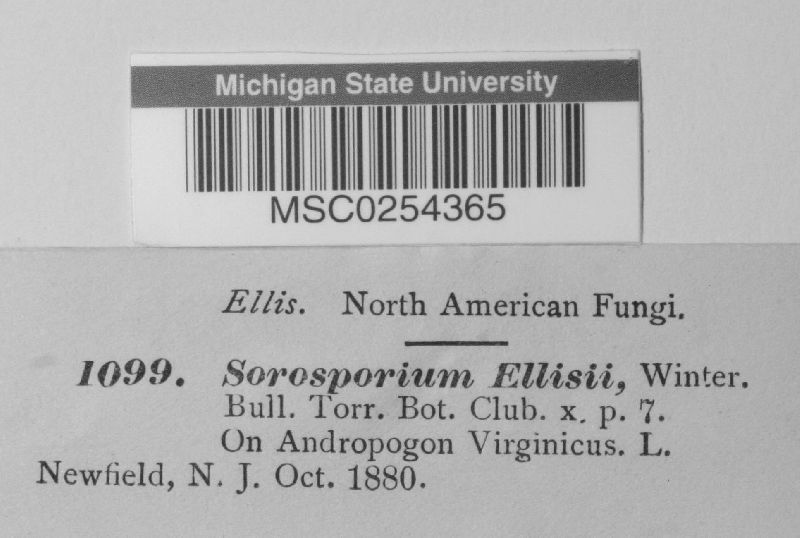 Michigan State University
MSC0254365
Ellis. North American Fungi.
1099. Sorosporium Ellisii, Winter.
Bull. Torr. Bot. Club. x. p. 7.
On Andropogon Virginicus. L.
Newfield, N. J. Oct. 1880.